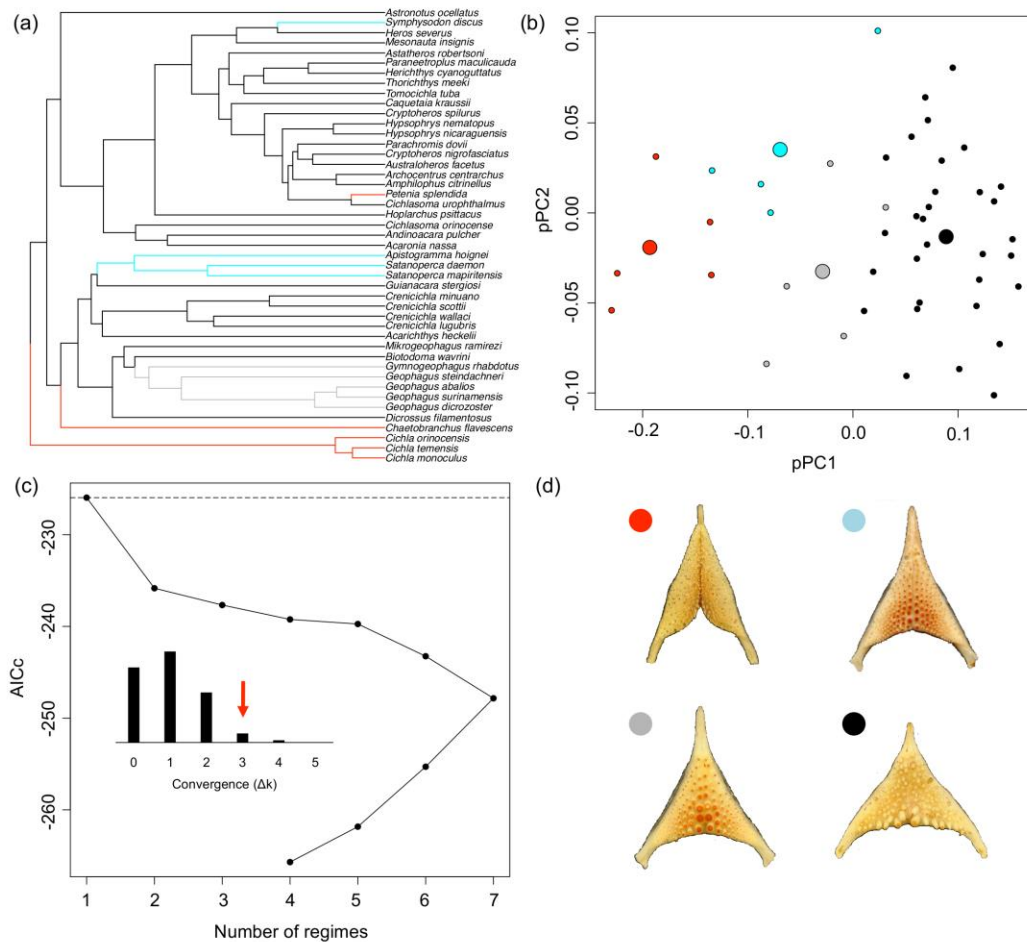 (a)
Astronotus ocellatus
Symphysodon discus
Heros severus
Mesonauta insignis
Astatheros robertsoni
Paraneetroplus maculicauda
Herichthys cyanoguttatus
Thorichthys meeki
Tomocichla tuba
Caquetaia kraussii
Cryptoheros spilurus
Hypsophrys nematopus
Hypsophrys nicaraguensis
Parachromis dovii
Cryptoheros nigrofasciatus
Australoheros facetus
Archocentrus centrarchus
Amphilophus citrinellus
Petenia splendida
Cichlasoma urophthalmus
Hoplarchus psittacus
Cichlasoma orinocense
Andinoacara pulcher
Acaronia nassa
Apistogramma hoignei
Satanoperca daemon
Satanoperca mapiritensis
Guianacara stergiosi
Crenicichla minuano
Crenicichla scottii
Crenicichla wallaci
Crenicichla lugubris
Acarichthys heckelii
Mikrogeophagus ramirezi
Biotodoma wavrini
Gymnogeophagus rhabdotus
Geophagus steindachneri
Geophagus abalios
Geophagus surinamensis
Geophagus dicrozoster
Dicrossus filamentosus
Chaetobranchus flavescens
Cichla orinocensis
Cichla temensis
Cichla monoculus
(b)
pPC2
0.10
0.05
0.00
-0.05
-0.10
-0.2
-0.1
0.0
0.1
pPC1
(c)
AICc
-230
-240
-250
-260
0
1
2
3
4
5
Convergence (Δk)
1
2
3
4
5
6
7
Number of regimes
(d)